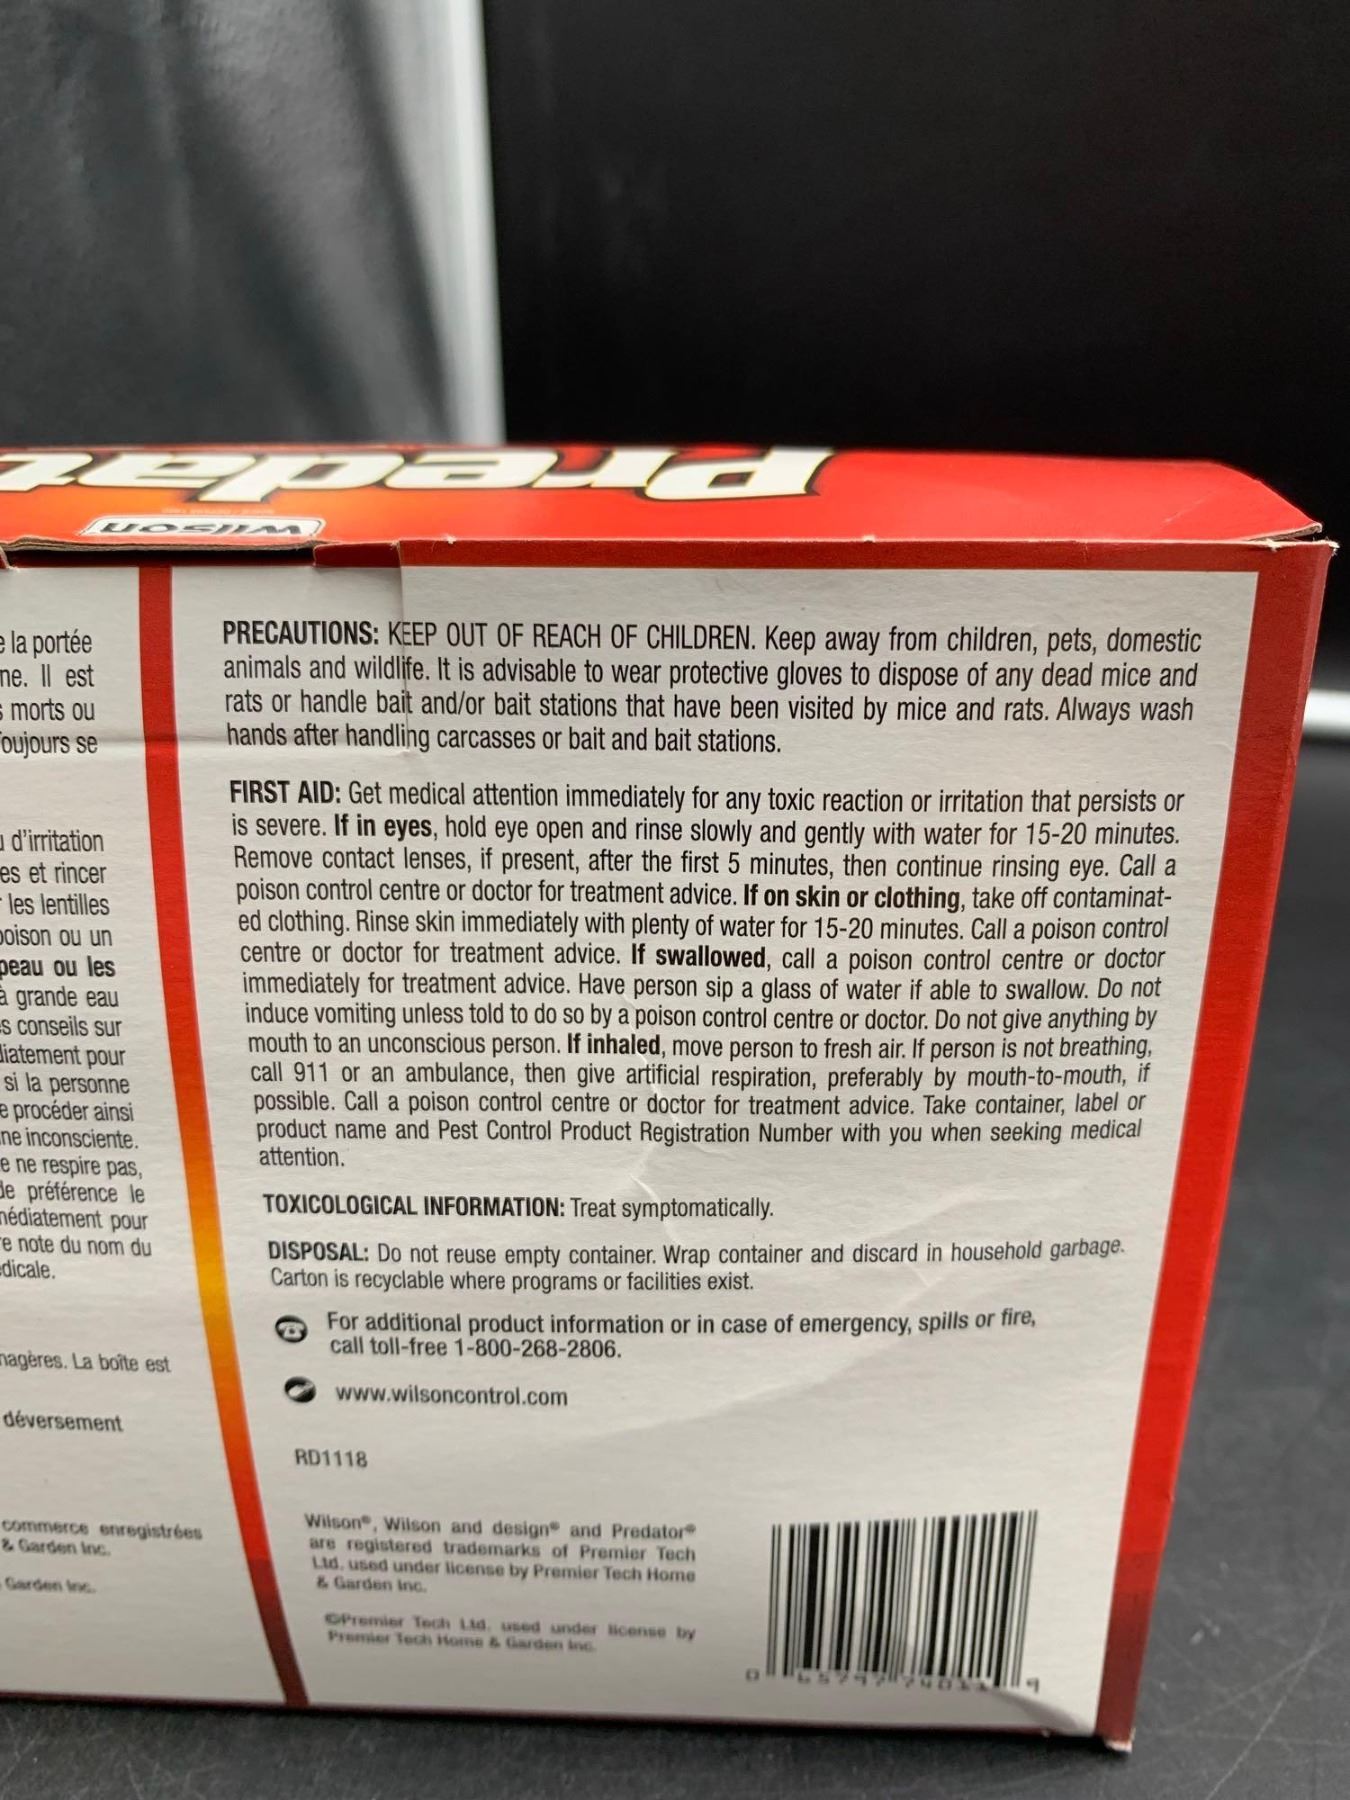 Predat
Wilson
e la portée
ne. Il est
s morts ou
oujours se
d'irritation
es et rincer
les lentilles
poison ou un
peau ou les
à grande eau
es conseils sur
diatement pour
si la personne
e procéder ainsi
ne inconsciente.
e ne respire pas,
de préférence le
médiatement pour
re note du nom du
edicale.
nagères. La boîte est
déversement
commerce enregistrées
& Garden Inc.
Garden Inc.
PRECAUTIONS: KEEP OUT OF REACH OF CHILDREN. Keep away from children, pets, domestic
animals and wildlife. It is advisable to wear protective gloves to dispose of any dead mice and
rats or handle bait and/or bait stations that have been visited by mice and rats. Always wash
hands after handling carcasses or bait and bait stations.
FIRST AID: Get medical attention immediately for any toxic reaction or irritation that persists or
is severe. If in eyes, hold eye open and rinse slowly and gently with water for 15-20 minutes.
Remove contact lenses, if present, after the first 5 minutes, then continue rinsing eye. Call a
poison control centre or doctor for treatment advice. If on skin or clothing, take off contaminat-
ed clothing. Rinse skin immediately with plenty of water for 15-20 minutes. Call a poison control
centre or doctor for treatment advice. If swallowed, call a poison control centre or doctor
immediately for treatment advice. Have person sip a glass of water if able to swallow. Do not
induce vomiting unless told to do so by a poison control centre or doctor. Do not give anything by
mouth to an unconscious person. If inhaled, move person to fresh air. If person is not breathing,
call 911 or an ambulance, then give artificial respiration, preferably by mouth-to-mouth, if
possible. Call a poison control centre or doctor for treatment advice. Take container, label or
product name and Pest Control Product Registration Number with you when seeking medical
attention.
TOXICOLOGICAL INFORMATION: Treat symptomatically.
DISPOSAL: Do not reuse empty container. Wrap container and discard in household garbage.
Carton is recyclable where programs or facilities exist.
For additional product information or in case of emergency, spills or fire,
call toll-free 1-800-268-2806.
www.wilsoncontrol.com
RD1118
Wilson®, Wilson and design® and Predator®
are registered trademarks of Premier Tech
Ltd. used under license by Premier Tech Home
& Garden Inc.
©Premier Tech Ltd. used under license by
Premier Tech Home & Garden Inc.